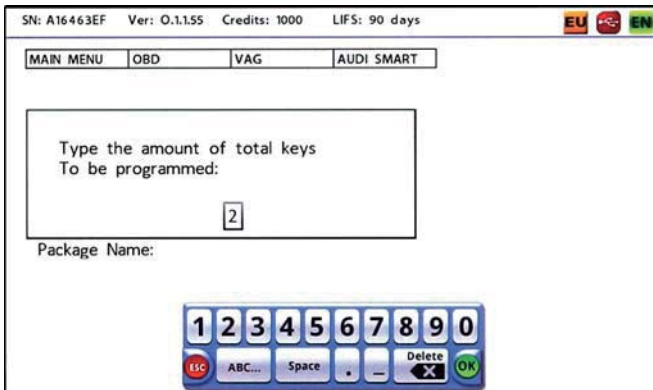 SN: A16463EF Ver: 0.1.1.55 Credits: 1000 LIFS: 90 days EU EN
MAIN MENU OBD VAG AUDI SMART
Type the amount of total keys
To be programmed:
2
Package Name:
1 2 3 4 5 6 7 8 9 0
ESC ABC... Space . _ Delete OK